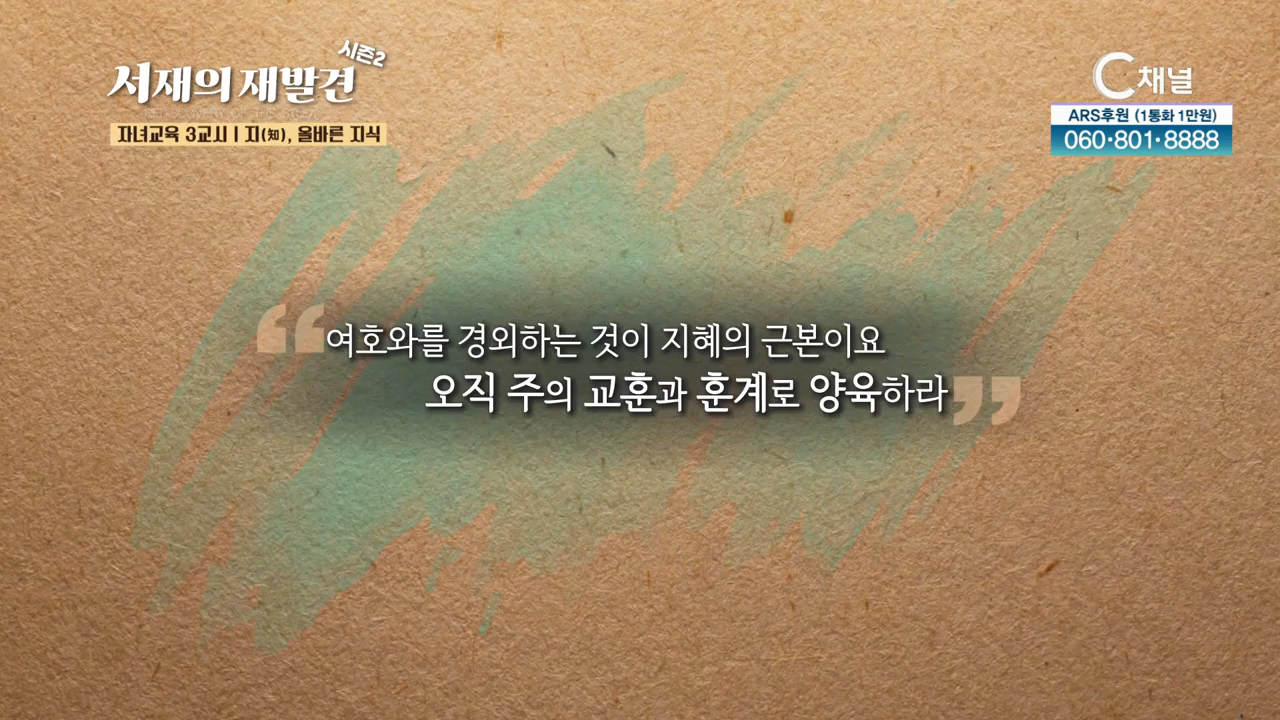 시즌2
서재의 재발견
자녀교육 3교시 | 지(知), 올바른 지식
C채널
ARS후원 (1통화 1만원)
060·801·8888
“여호와를 경외하는 것이 지혜의 근본이요
오직 주의 교훈과 훈계로 양육하라”